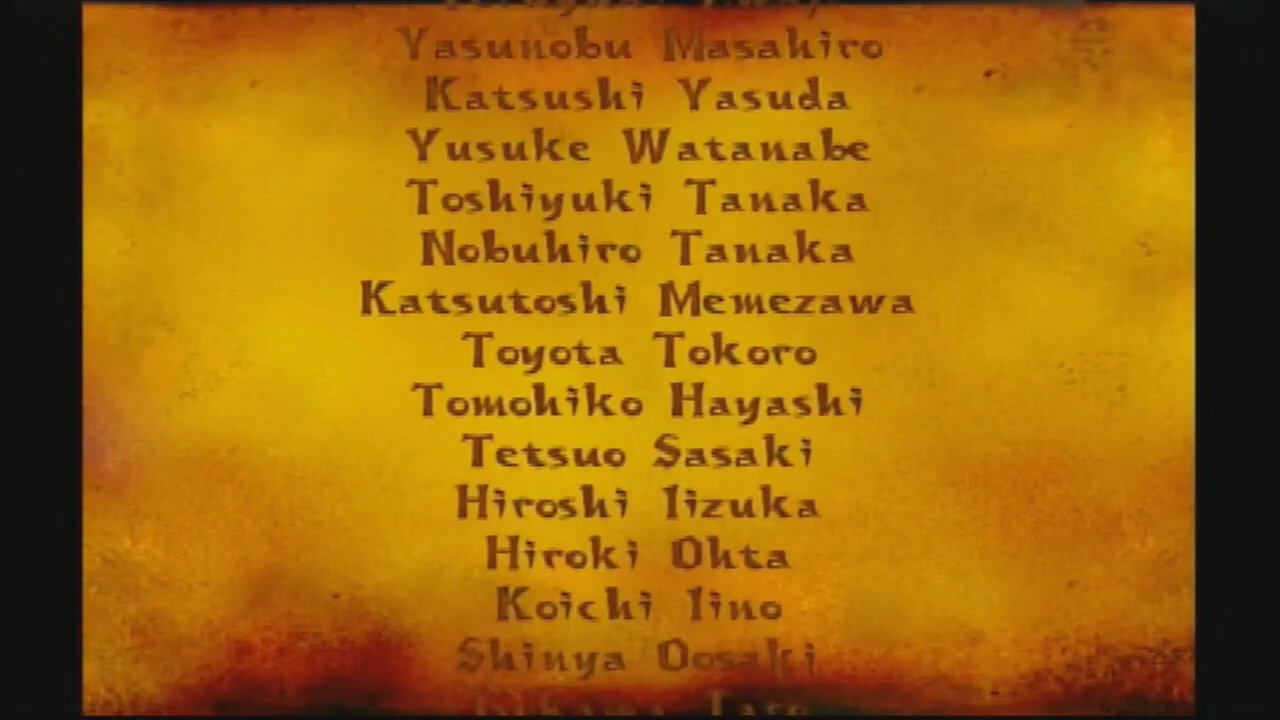 Yasunobu Masahiro
Katsushi Yasuda
Yusuke Watanabe
Toshiyuki Tanaka
Nobuhiro Tanaka
Katsutoshi Memezawa
Toyota Tokoro
Tomohiko Hayashi
Tetsuo Sasaki
Hiroshi Iizuka
Hiroki Ohta
Koichi Iino
Shinya Oosaki